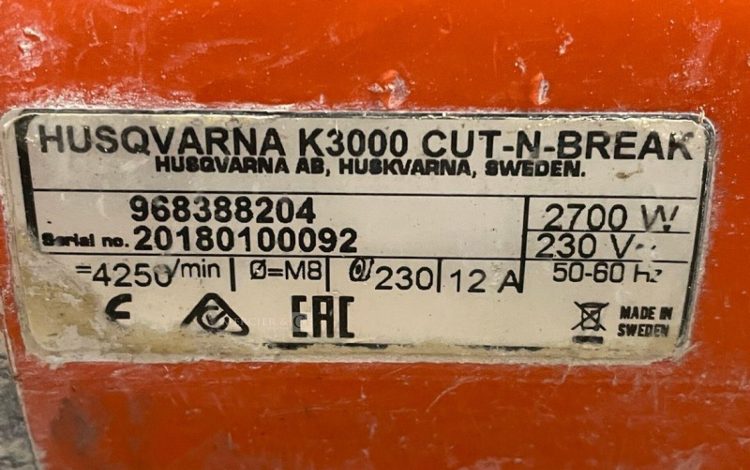 HUSQVARNA K3000 CUT-N-BREAK
HUSQVARNA AB, HUSKVARNA, SWEDEN.
968388204
Serial no. 20180100092
2700 W
230 V~
50-60 hz
=4250/min | Ø=M8 | 230 | 12 A
C EAC
MADE IN
SWEDEN